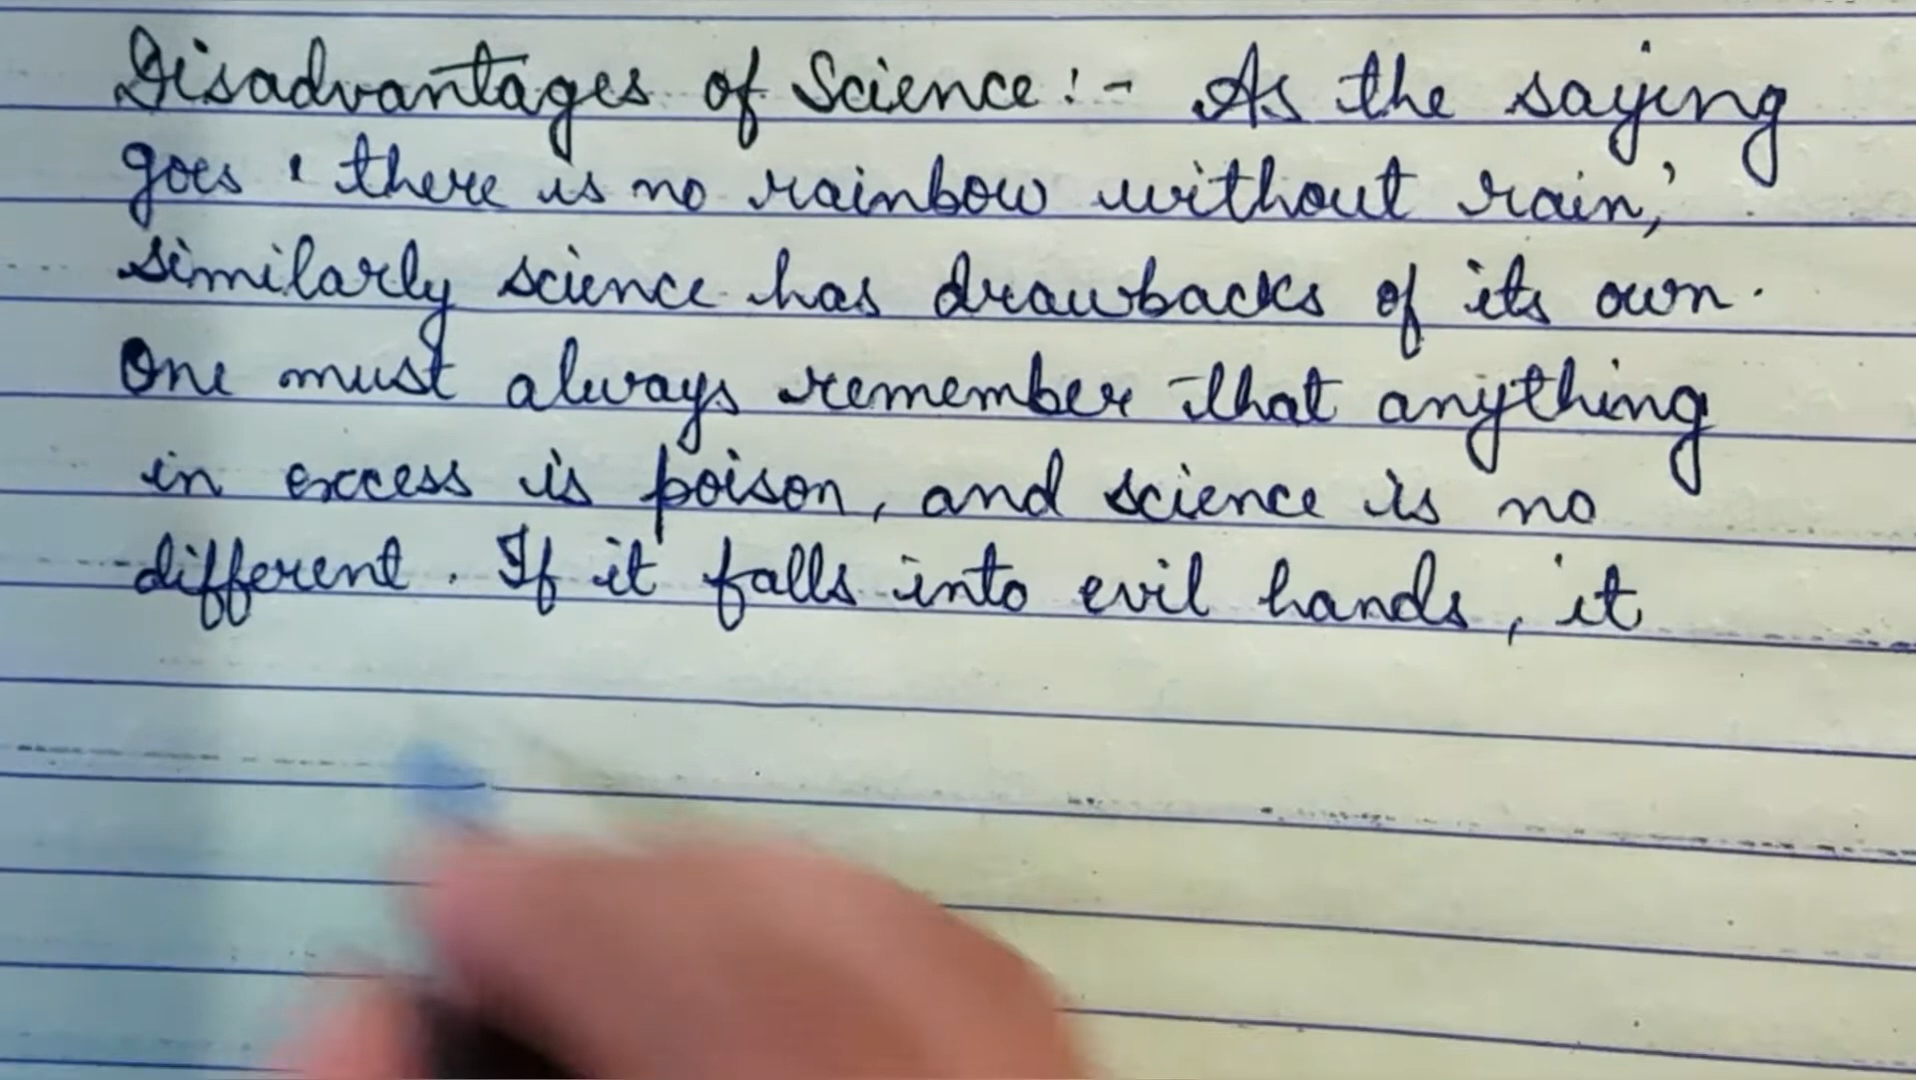 Disadvantages of Science:- As the saying
goes 'there is no rainbow without rain,'
similarly science has drawbacks of its own.
One must always remember that anything
in excess is poison, and science is no
different. If it falls into evil hands, it